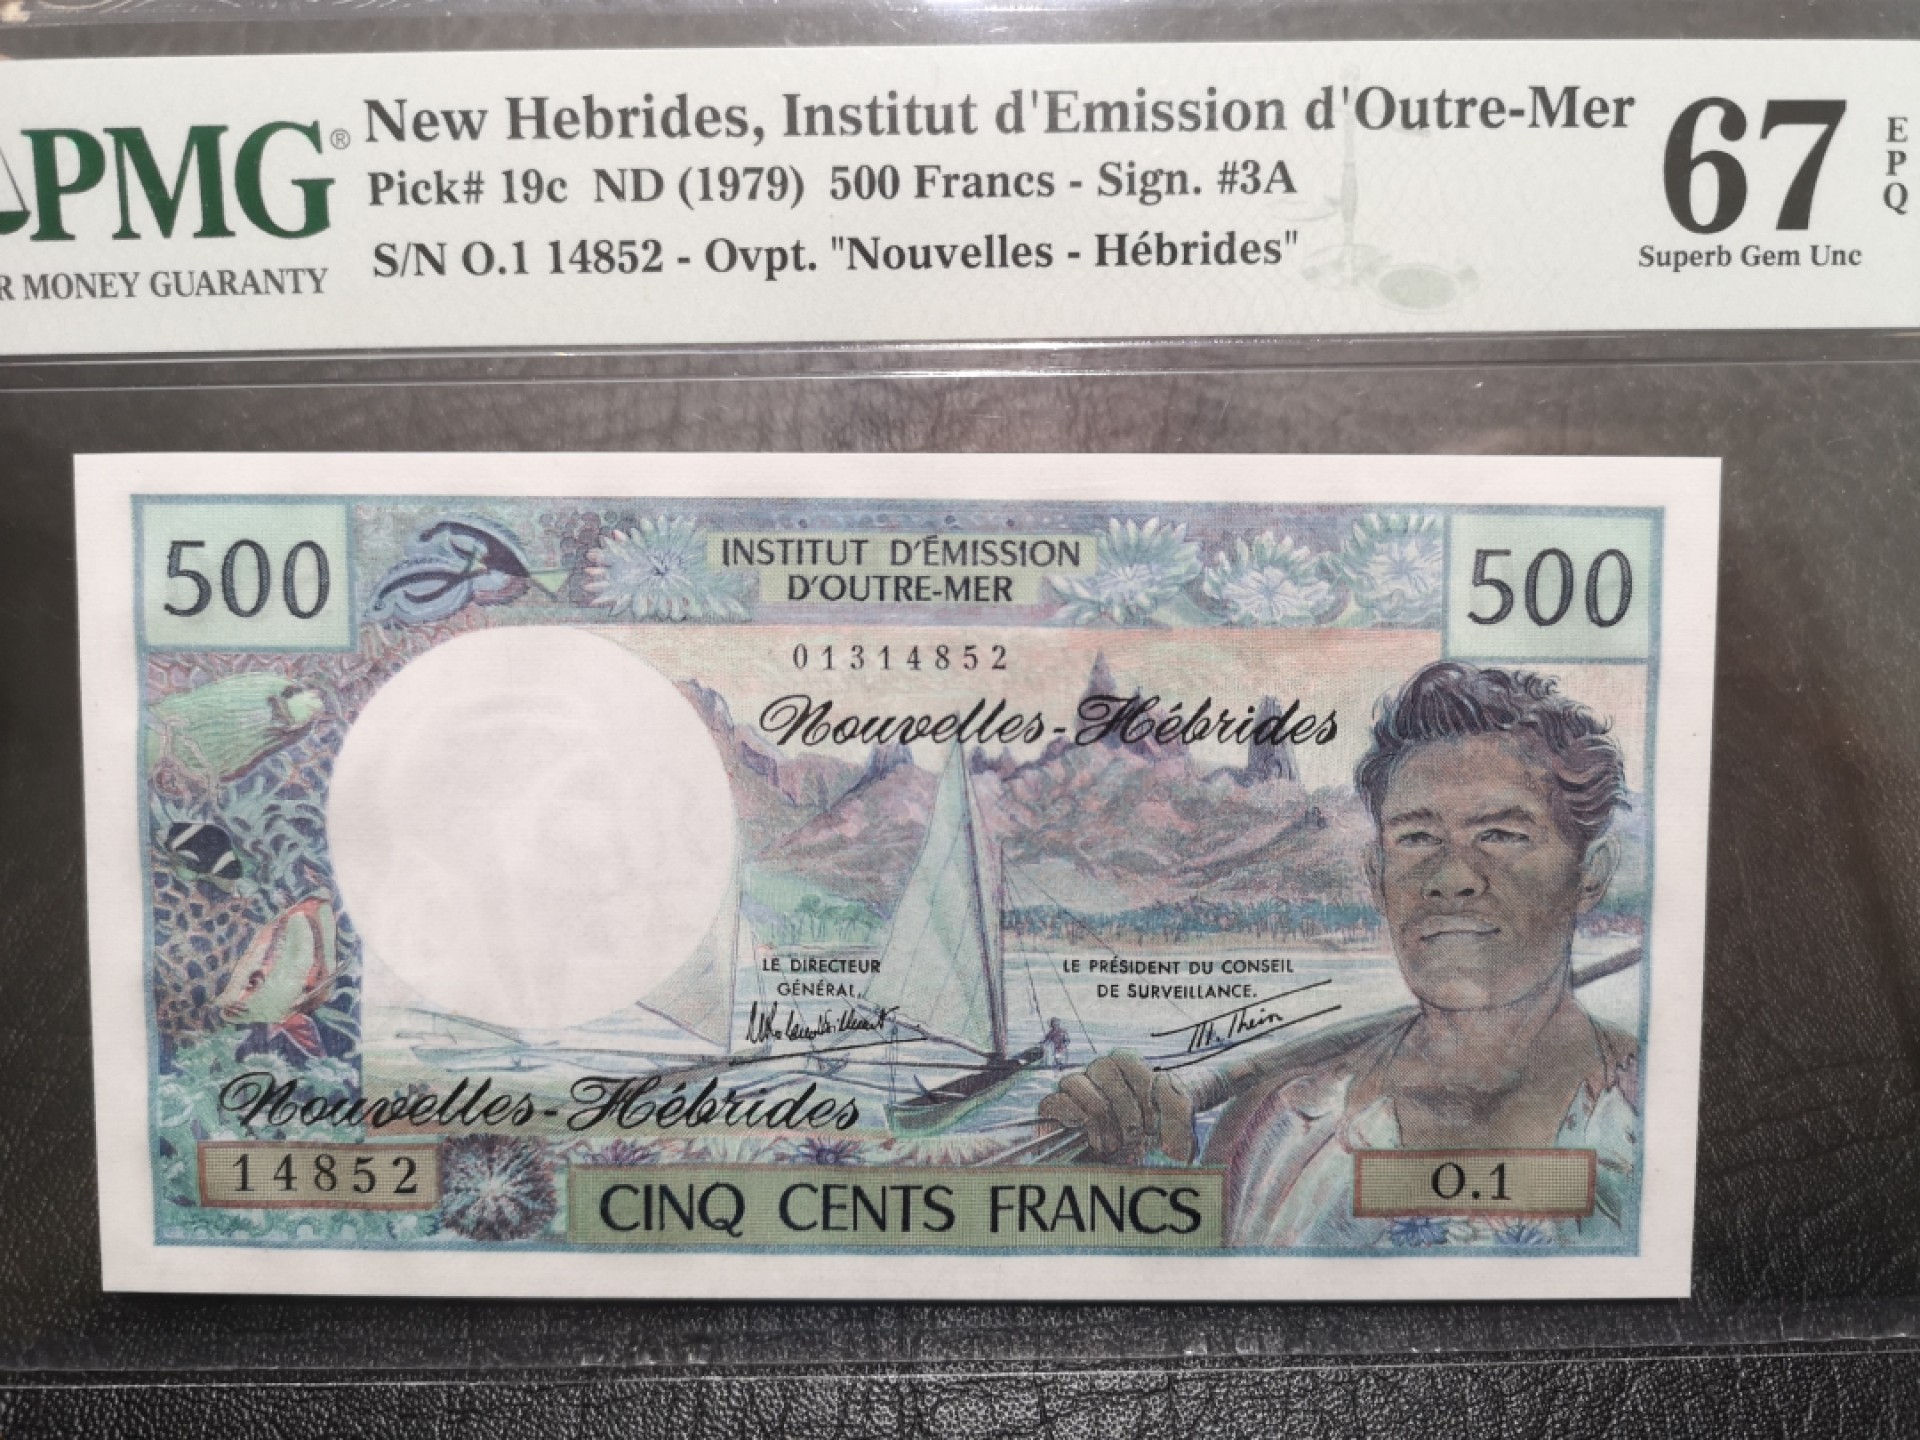 PMG®
R MONEY GUARANTY
New Hebrides, Institut d'Emission d'Outre-Mer
Pick# 19c ND (1979) 500 Francs - Sign. #3A
S/N O.1 14852 - Ovpt. "Nouvelles - Hébrides"
67
EPQ
Superb Gem Unc
500
INSTITUT D'ÉMISSION
D'OUTRE-MER
500
01314852
Nouvelles-Hébrides
LE DIRECTEUR
GÉNÉRAL,
LE PRÉSIDENT DU CONSEIL
DE SURVEILLANCE.
Nouvelles-Hébrides
14852
CINQ CENTS FRANCS
O.1